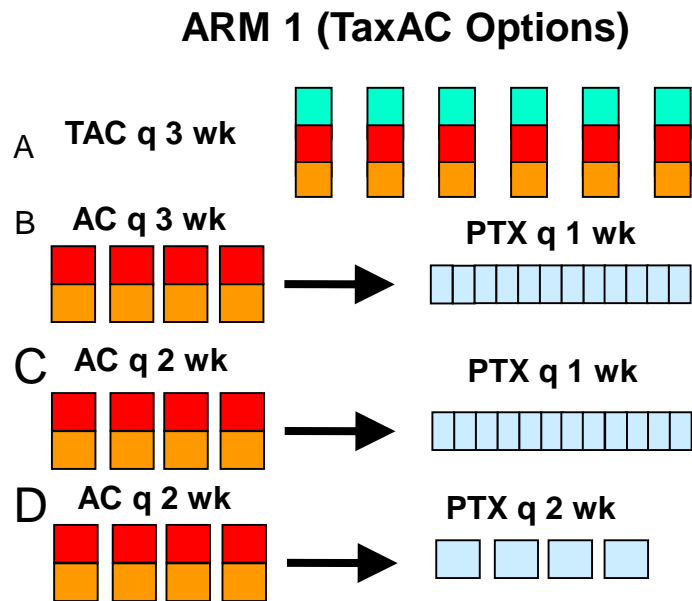 ARM 1 (TaxAC Options)
A TAC q 3 wk
B AC q 3 wk PTX q 1 wk
C AC q 2 wk PTX q 1 wk
D AC q 2 wk PTX q 2 wk